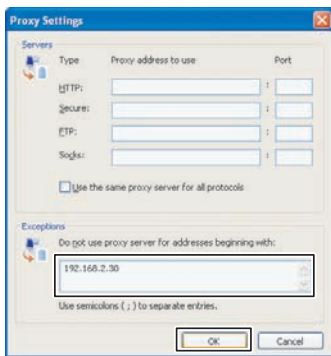 Proxy Settings
Servers
Type Proxy address to use Port
HTTP: :
Secure: :
FTP: :
Socks: :
Use the same proxy server for all protocols
Exceptions
Do not use proxy server for addresses beginning with:
192.168.2.30
Use semicolons ( ; ) to separate entries.
OK Cancel